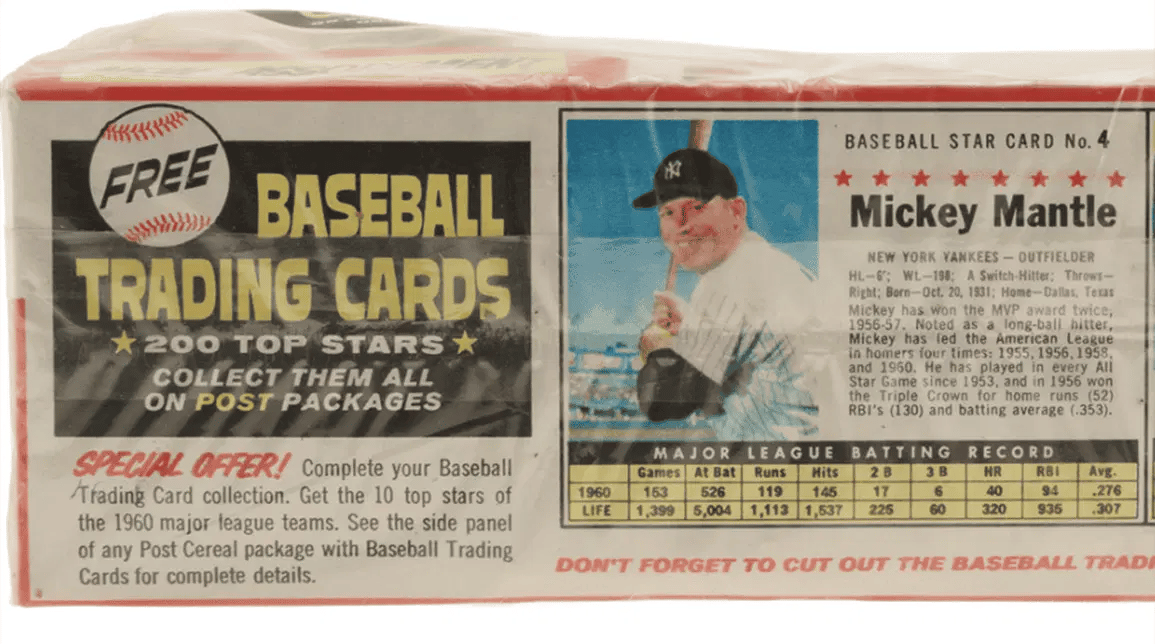 FREE
BASEBALL
TRADING CARDS
200 TOP STARS
COLLECT THEM ALL
ON POST PACKAGES
SPECIAL OFFER! Complete your Baseball
Trading Card collection. Get the 10 top stars of
the 1960 major league teams. See the side panel
of any Post Cereal package with Baseball Trading
Cards for complete details.
NY
BASEBALL STAR CARD No. 4
Mickey Mantle
NEW YORK YANKEES — OUTFIELDER
Ht.—6'; Wt.—198; A Switch-Hitter; Throws—
Right; Born—Oct. 20, 1931; Home—Dallas, Texas
Mickey has won the MVP award twice,
1956-57. Noted as a long-ball hitter,
Mickey has led the American League
in homers four times: 1955, 1956, 1958,
and 1960. He has played in every All
Star Game since 1953, and in 1956 won
the Triple Crown for home runs (52)
RBI's (130) and batting average (.353).
MAJOR LEAGUE BATTING RECORD
Games At Bat Runs Hits 2 B 3 B HR RBI Avg.
1960 153 526 119 145 17 6 40 94 .276
LIFE 1,399 5,004 1,113 1,537 225 60 320 935 .307
DON'T FORGET TO CUT OUT THE BASEBALL TRADI